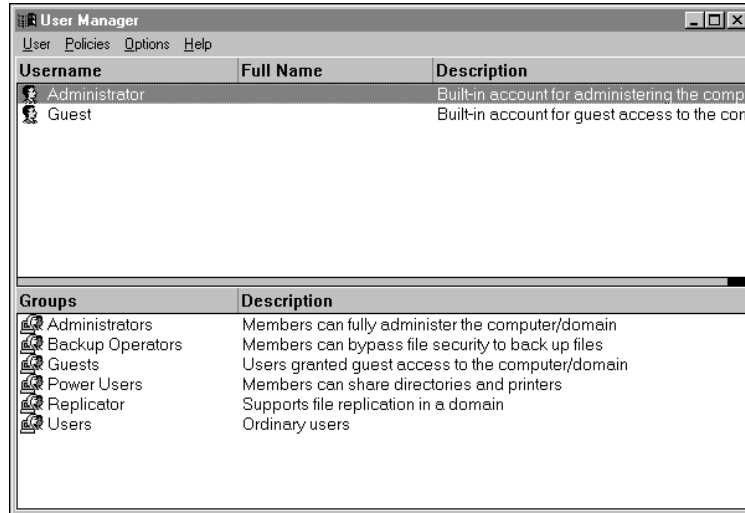 User Manager
User Policies Options Help
Username Full Name Description
Administrator Built-in account for administering the comp
Guest Built-in account for guest access to the con
Groups Description
Administrators Members can fully administer the computer/domain
Backup Operators Members can bypass file security to back up files
Guests Users granted guest access to the computer/domain
Power Users Members can share directories and printers
Replicator Supports file replication in a domain
Users Ordinary users